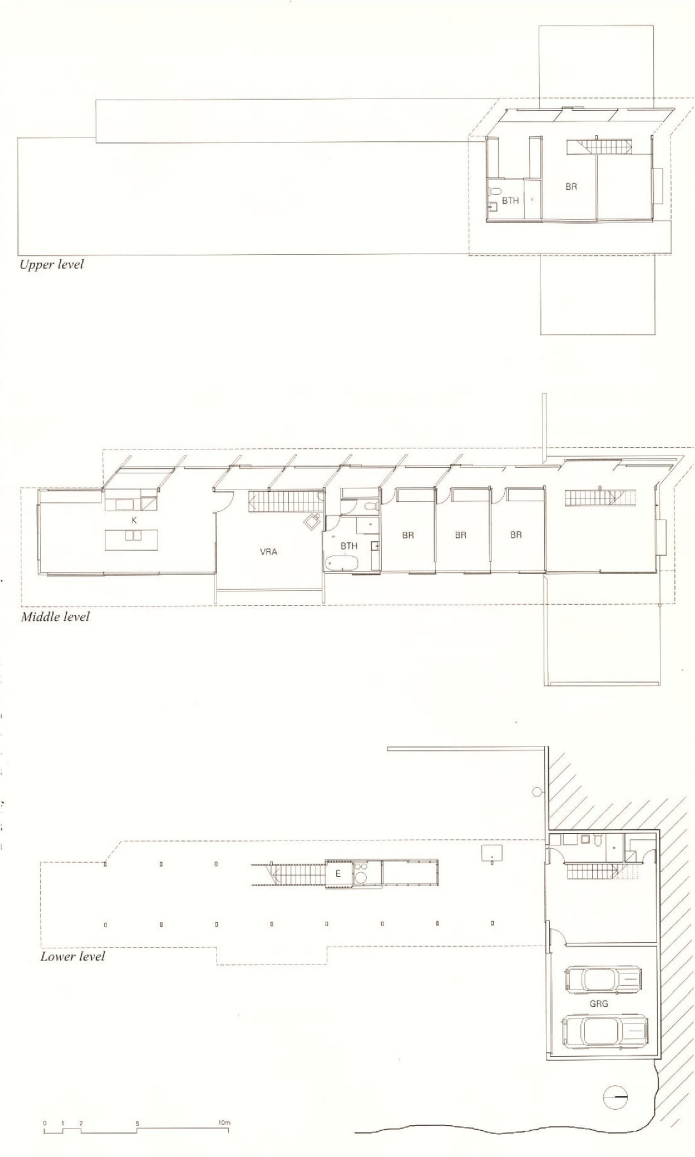 BTH
BR
Upper level
K
VRA
BTH
BR
BR
BR
Middle level
E
Lower level
GRG
0 1 2 5 10m